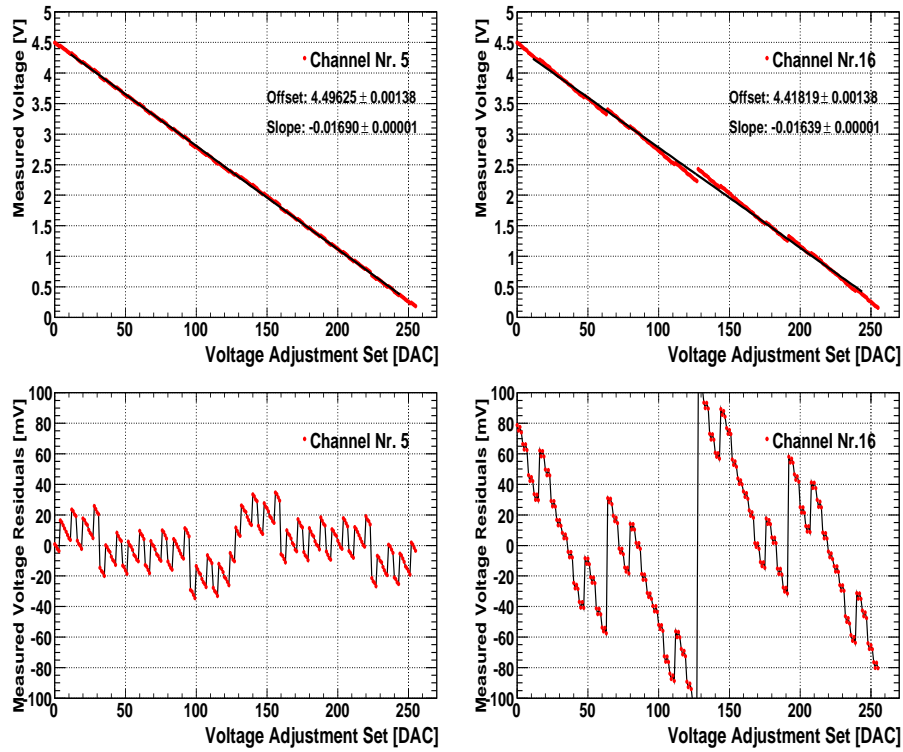 Measured Voltage [V]
5
4.5
4
3.5
3
2.5
2
1.5
1
0.5
0
0 50 100 150 200 250
Voltage Adjustment Set [DAC]
Channel Nr. 5
Offset: 4.49625 ± 0.00138
Slope: -0.01690 ± 0.00001
Measured Voltage [V]
5
4.5
4
3.5
3
2.5
2
1.5
1
0.5
0
0 50 100 150 200 250
Voltage Adjustment Set [DAC]
Channel Nr.16
Offset: 4.41819 ± 0.00138
Slope: -0.01639 ± 0.00001
Measured Voltage Residuals [mV]
100
80
60
40
20
0
-20
-40
-60
-80
-100
0 50 100 150 200 250
Voltage Adjustment Set [DAC]
Channel Nr. 5
Measured Voltage Residuals [mV]
100
80
60
40
20
0
-20
-40
-60
-80
-100
0 50 100 150 200 250
Voltage Adjustment Set [DAC]
Channel Nr.16